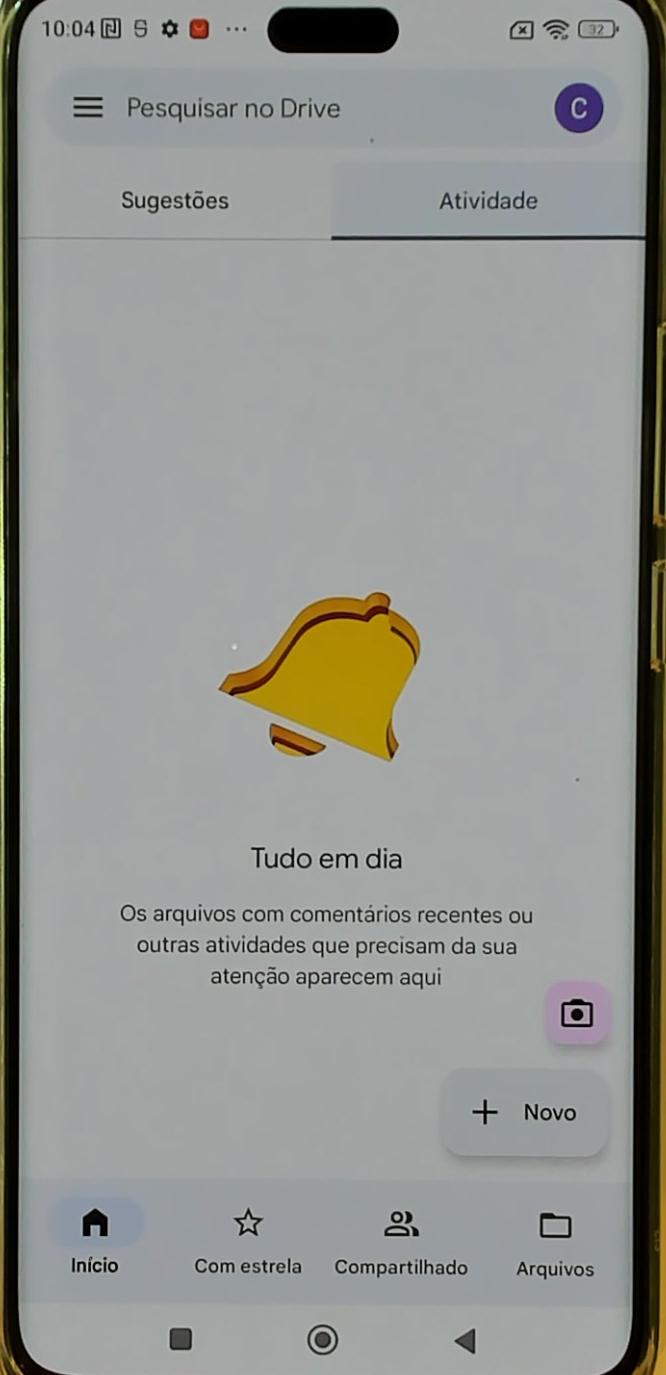 10:04
32
Pesquisar no Drive
C
Sugestões
Atividade
Tudo em dia
Os arquivos com comentários recentes ou
outras atividades que precisam da sua
atenção aparecem aqui
Novo
Início
Com estrela
Compartilhado
Arquivos